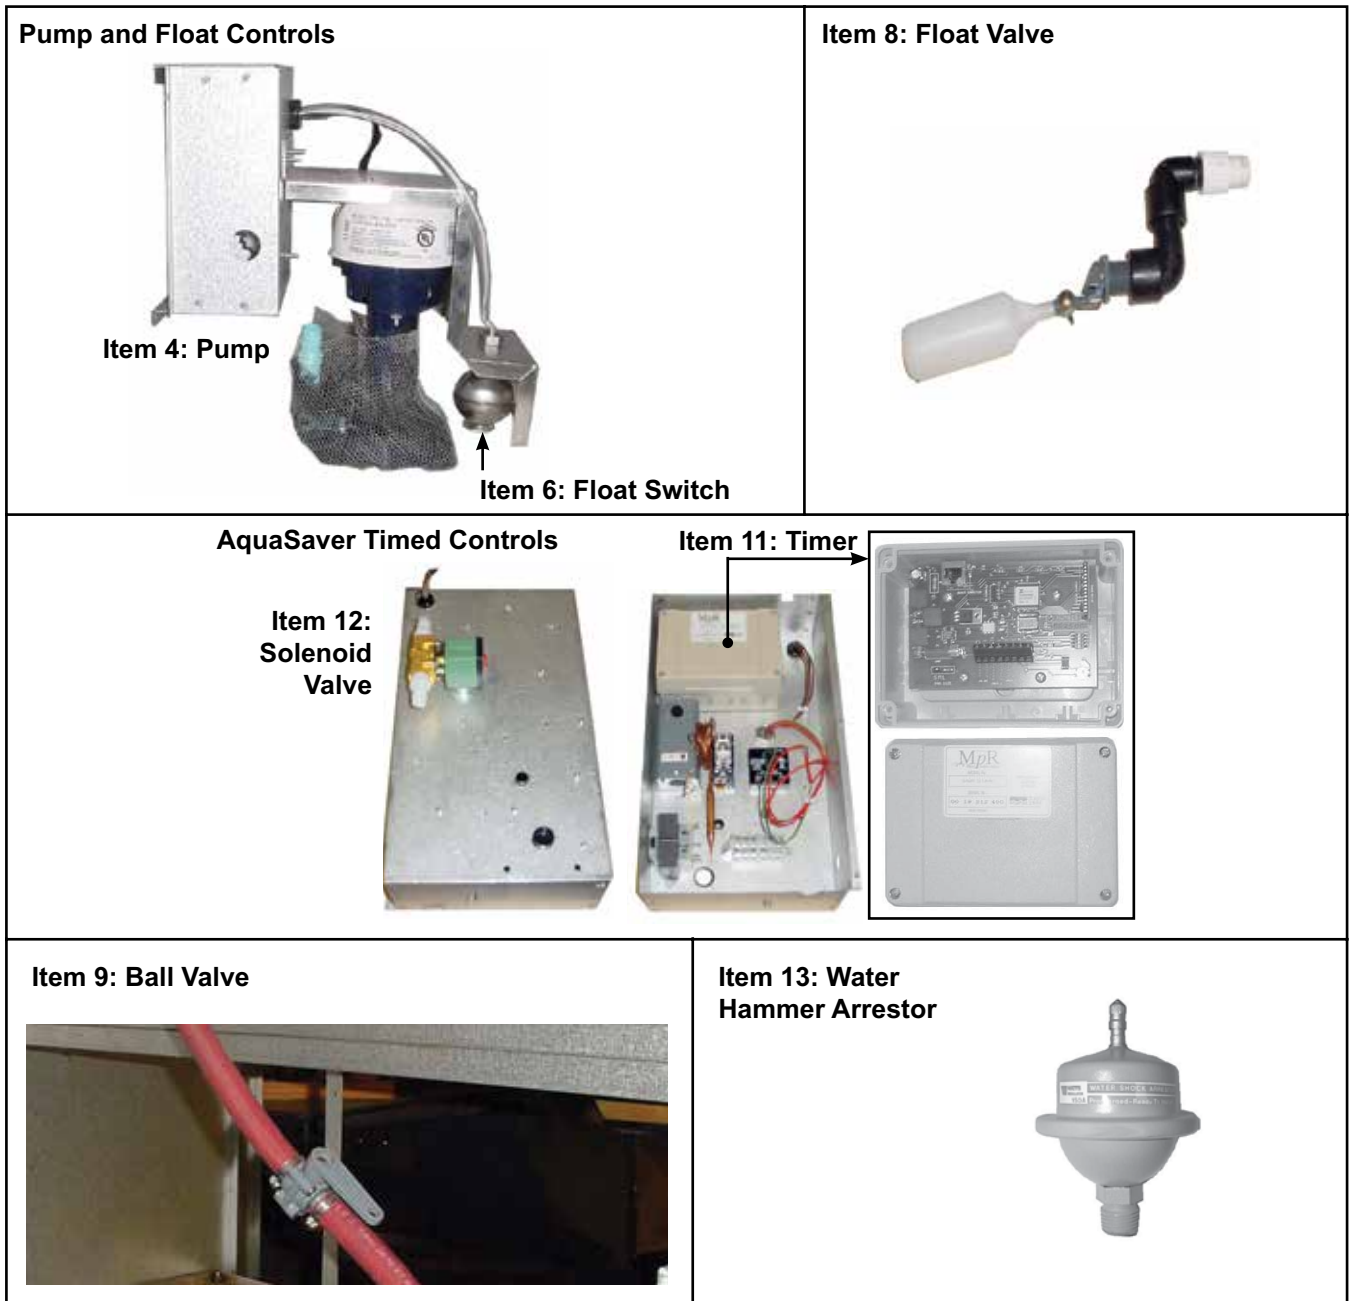 Pump and Float Controls
Item 4: Pump
Item 6: Float Switch
Item 8: Float Valve
AquaSaver Timed Controls
Item 11: Timer
Item 12:
Solenoid
Valve
MpR
MpR
Item 9: Ball Valve
Item 13: Water
Hammer Arrestor
WATER SHOCK